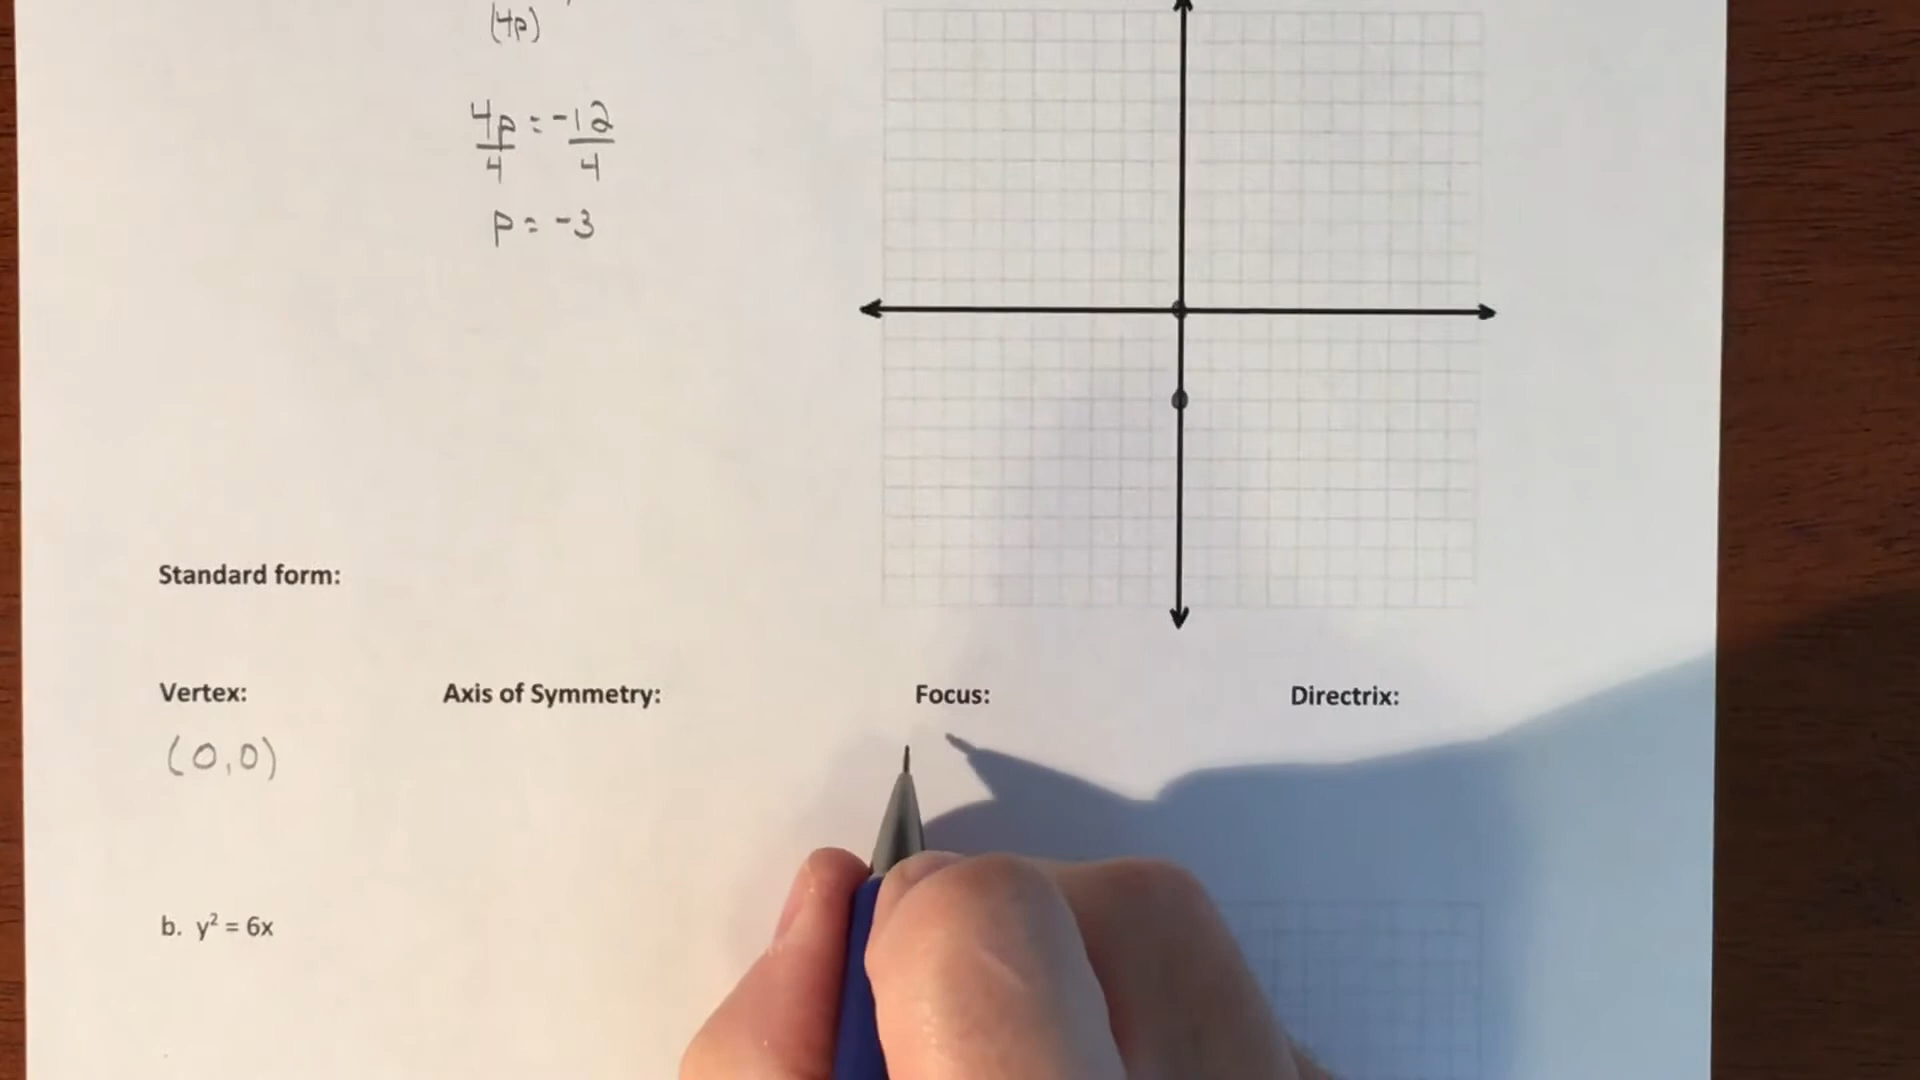 (4p)
4p = -12
4 4
p = -3
Standard form:
Vertex: Axis of Symmetry: Focus: Directrix:
(0,0)
b. y² = 6x